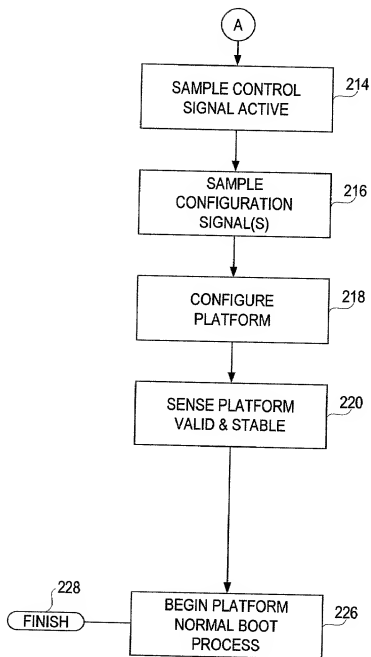 A
SAMPLE CONTROL
SIGNAL ACTIVE
214
SAMPLE
CONFIGURATION
SIGNAL(S)
216
CONFIGURE
PLATFORM
218
SENSE PLATFORM
VALID & STABLE
220
228
FINISH
BEGIN PLATFORM
NORMAL BOOT
PROCESS
226